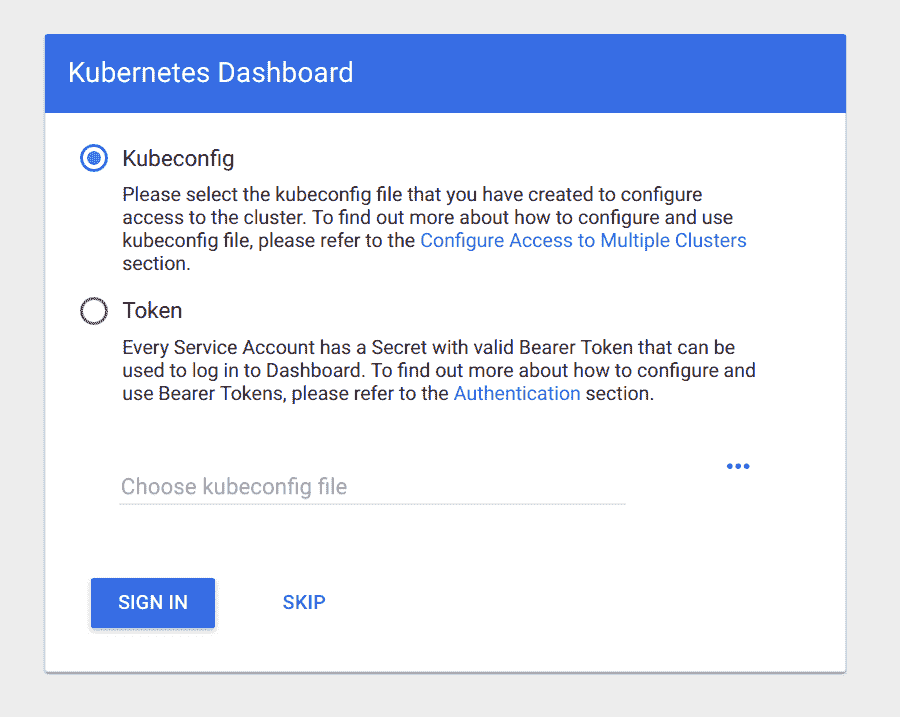 Kubernetes Dashboard
Kubeconfig
Please select the kubeconfig file that you have created to configure
access to the cluster. To find out more about how to configure and use
kubeconfig file, please refer to the Configure Access to Multiple Clusters
section.
Token
Every Service Account has a Secret with valid Bearer Token that can be
used to log in to Dashboard. To find out more about how to configure and
use Bearer Tokens, please refer to the Authentication section.
Choose kubeconfig file
SIGN IN SKIP